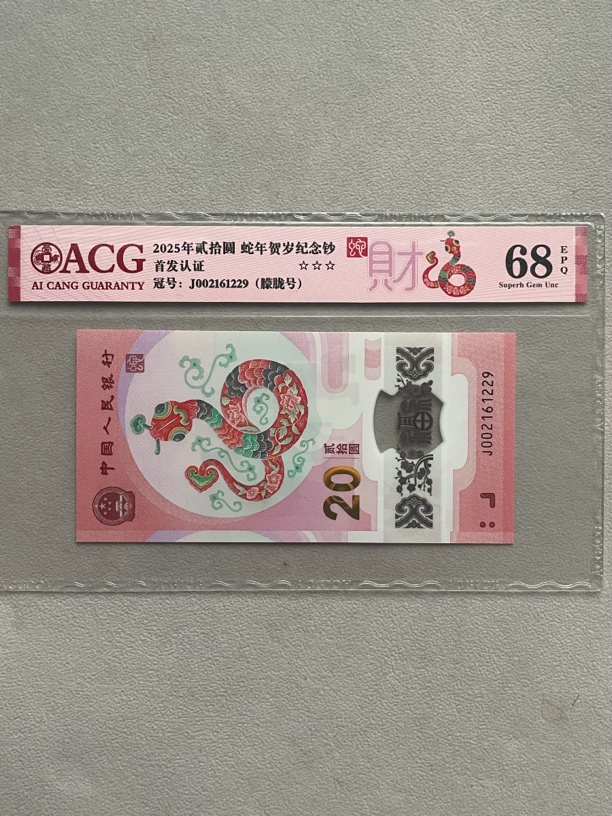 ACG
AI CANG GUARANTY
2025年贰拾圆 蛇年贺岁纪念钞
首发认证 ☆☆☆
冠号：J002161229（朦胧号）
財
68
EPQ
Superb Gem Unc
中国人民银行
贰拾圆
20
J002161229